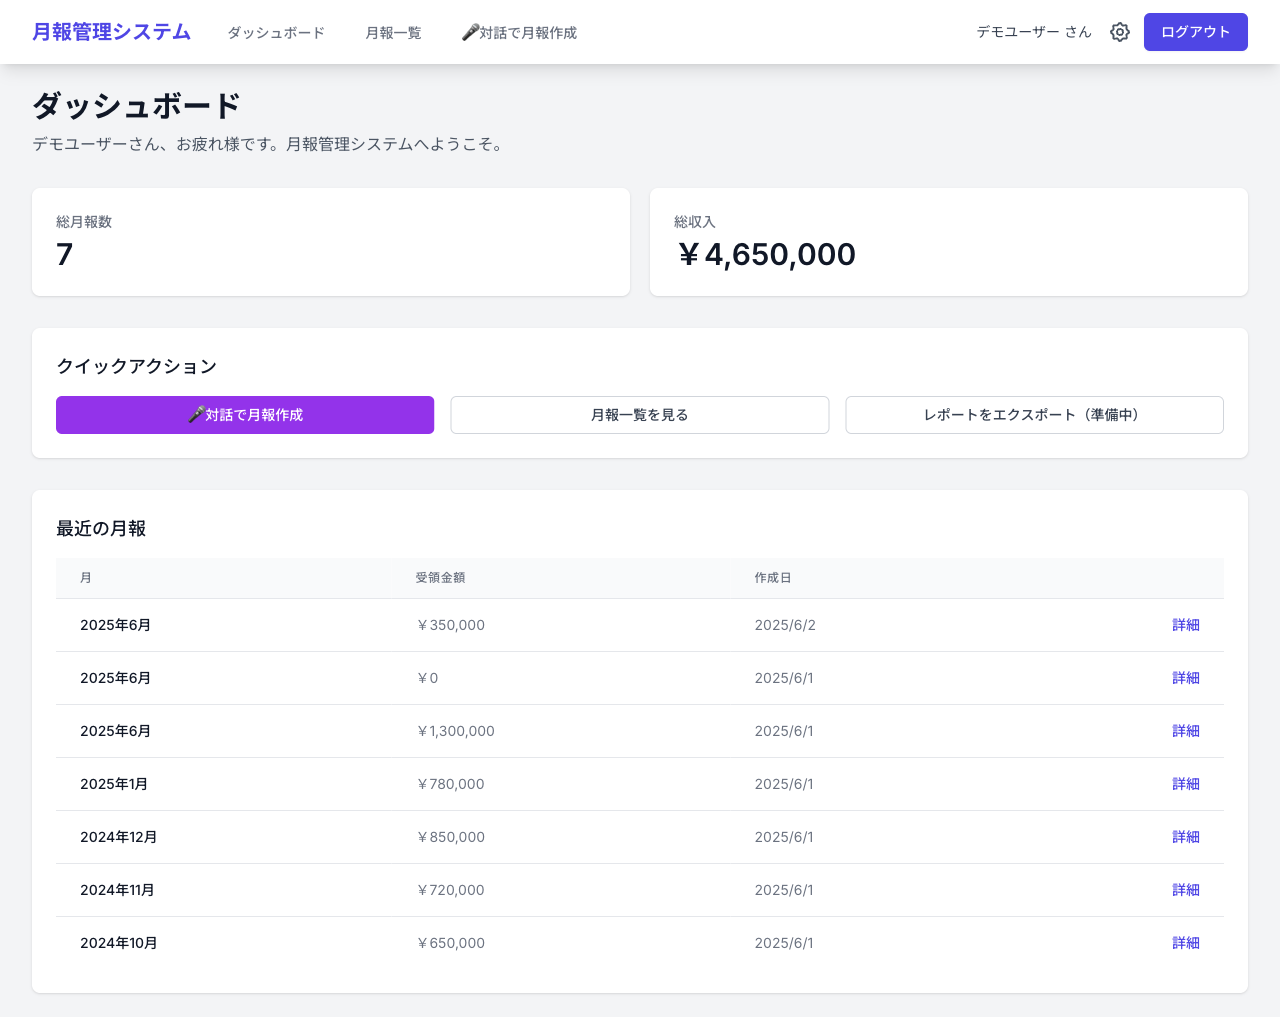 月報管理システム ダッシュボード 月報一覧 🎤対話で月報作成 デモユーザー さん ログアウト
ダッシュボード
デモユーザーさん、お疲れ様です。月報管理システムへようこそ。
総月報数
7
総収入
￥4,650,000
クイックアクション
🎤対話で月報作成 月報一覧を見る レポートをエクスポート（準備中）
最近の月報
月 受領金額 作成日
2025年6月 ￥350,000 2025/6/2 詳細
2025年6月 ￥0 2025/6/1 詳細
2025年6月 ￥1,300,000 2025/6/1 詳細
2025年1月 ￥780,000 2025/6/1 詳細
2024年12月 ￥850,000 2025/6/1 詳細
2024年11月 ￥720,000 2025/6/1 詳細
2024年10月 ￥650,000 2025/6/1 詳細